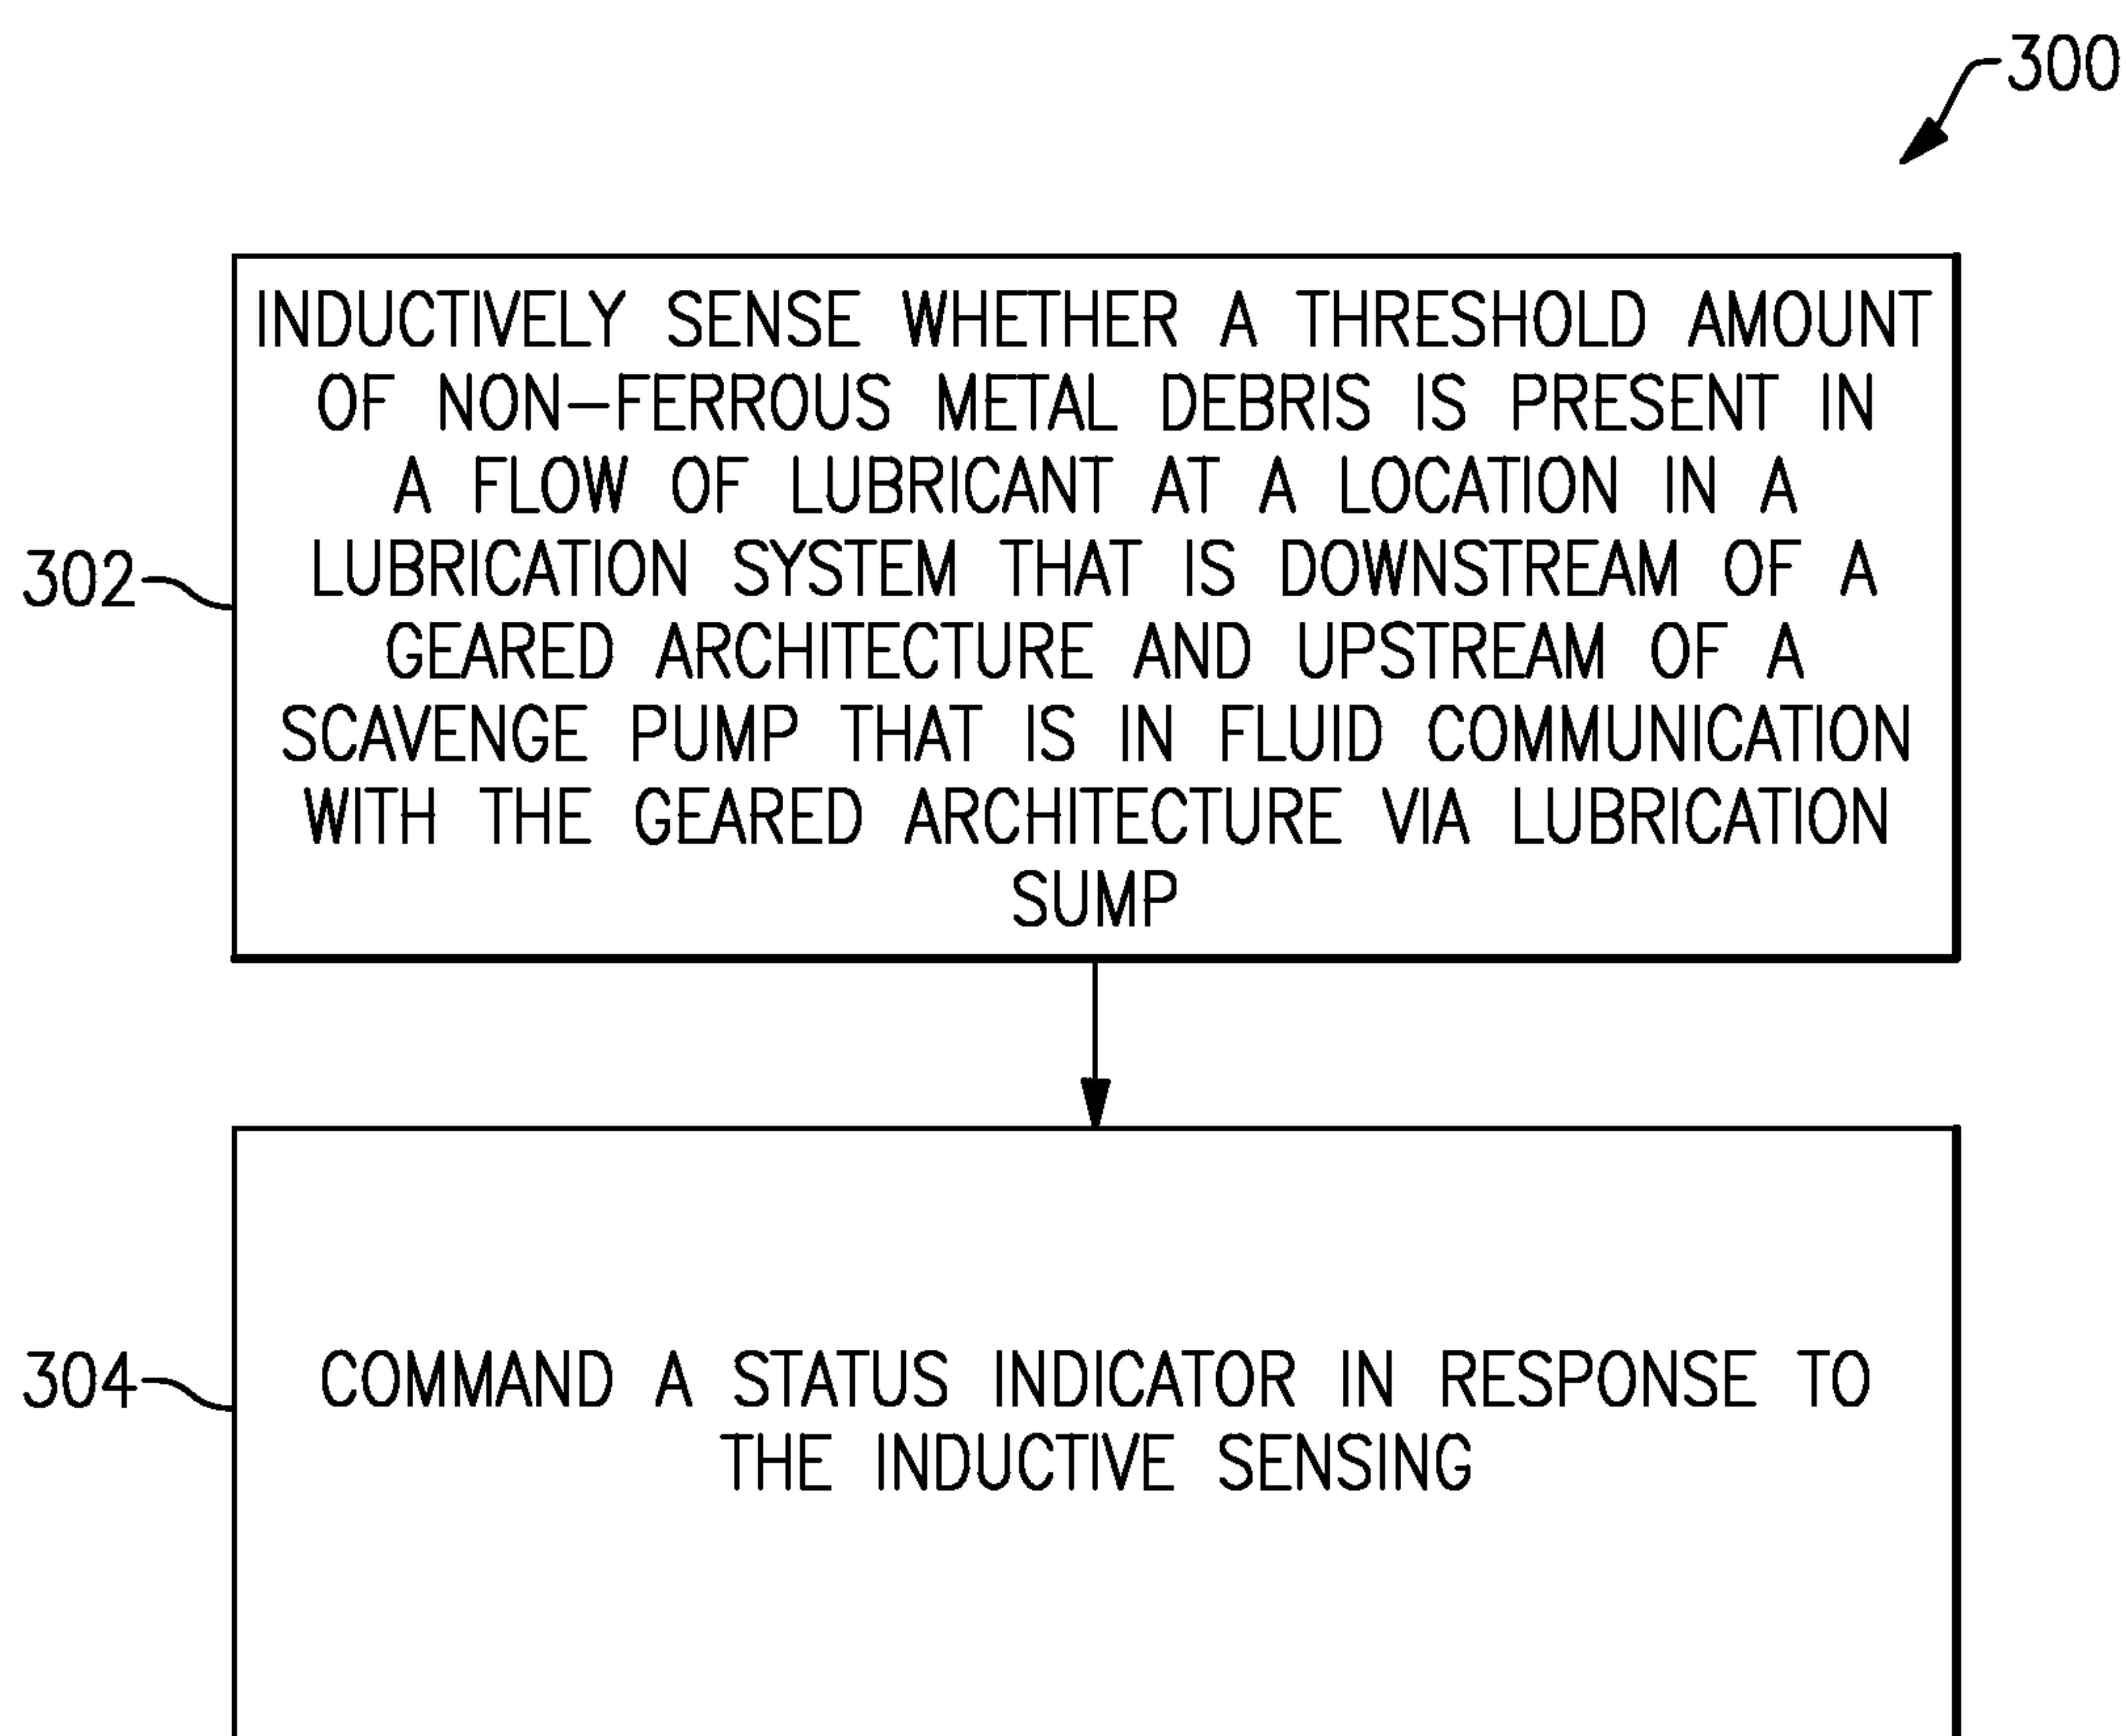 300
INDUCTIVELY SENSE WHETHER A THRESHOLD AMOUNT
OF NON-FERROUS METAL DEBRIS IS PRESENT IN
A FLOW OF LUBRICANT AT A LOCATION IN A
LUBRICATION SYSTEM THAT IS DOWNSTREAM OF A
GEARED ARCHITECTURE AND UPSTREAM OF A
SCAVENGE PUMP THAT IS IN FLUID COMMUNICATION
WITH THE GEARED ARCHITECTURE VIA LUBRICATION
SUMP
302
COMMAND A STATUS INDICATOR IN RESPONSE TO
THE INDUCTIVE SENSING
304